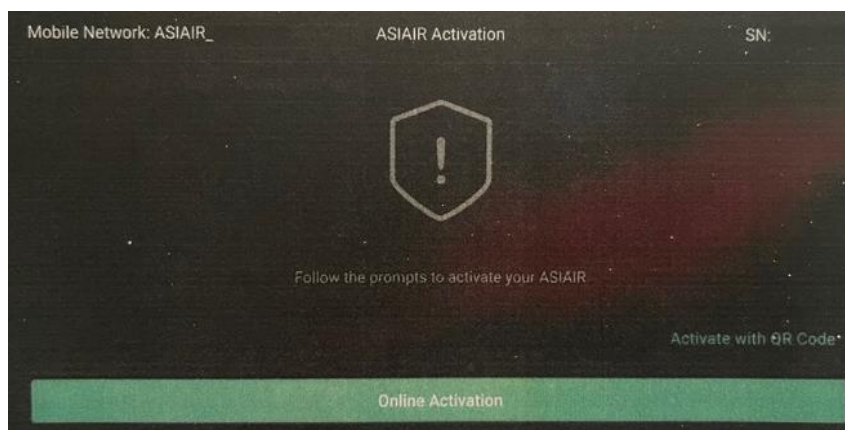 Mobile Network: ASIAIR_ ASIAIR Activation SN:
!
Follow the prompts to activate your ASIAIR
Activate with QR Code
Online Activation